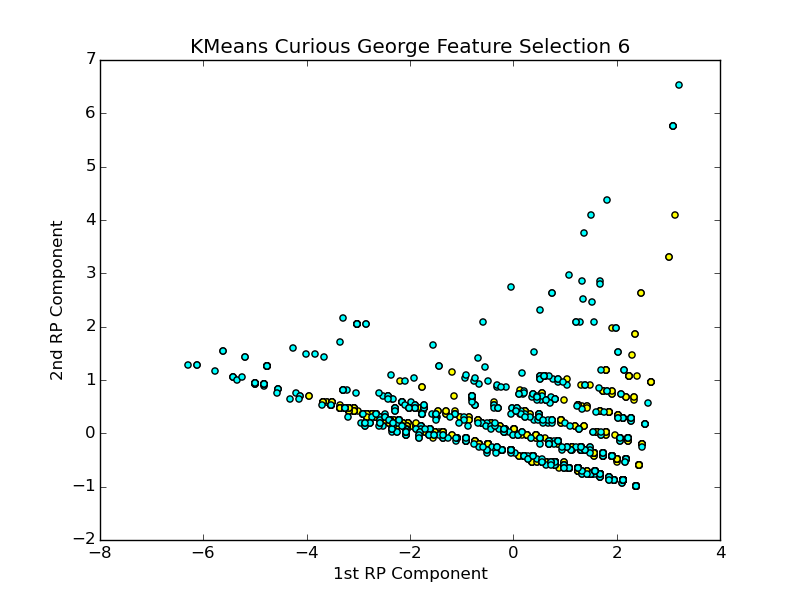 KMeans Curious George Feature Selection 6
7
6
5
4
3
2
1
0
−1
−2
2nd RP Component
−8 −6 −4 −2 0 2 4
1st RP Component